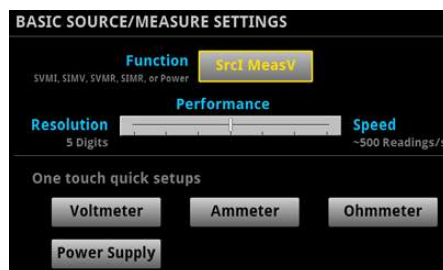 BASIC SOURCE/MEASURE SETTINGS
Function
SrcI MeasV
SVMI, SIMV, SVMR, SIMR, or Power
Performance
Resolution
Speed
5 Digits
~500 Readings/s
One touch quick setups
Voltmeter
Ammeter
Ohmmeter
Power Supply